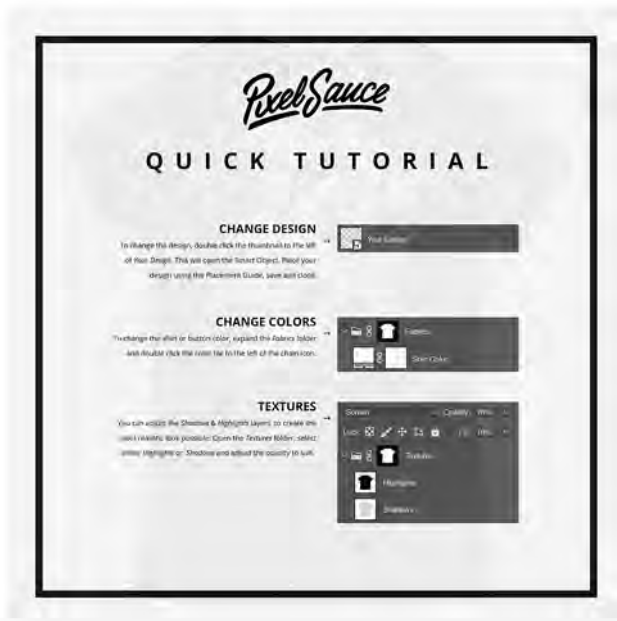 PixelSauce
QUICK TUTORIAL
CHANGE DESIGN
To change the design, double click the thumbnail to the left
of Your Design. This will open the Smart Object. Place your
design using the Placement Guide, save and close.
Your Design
CHANGE COLORS
To change the shirt or button color, expand the Fabrics folder
and double click the color tile to the left of the chain icon.
Fabrics
Shirt Color
TEXTURES
You can adjust the Shadows & Highlights layers, to create the
most realistic look possible. Open the Textures folder, select
either Highlights or Shadows and adjust the opacity to suit.
Screen Opacity:
Lock:
Textures
Highlights
Shadows